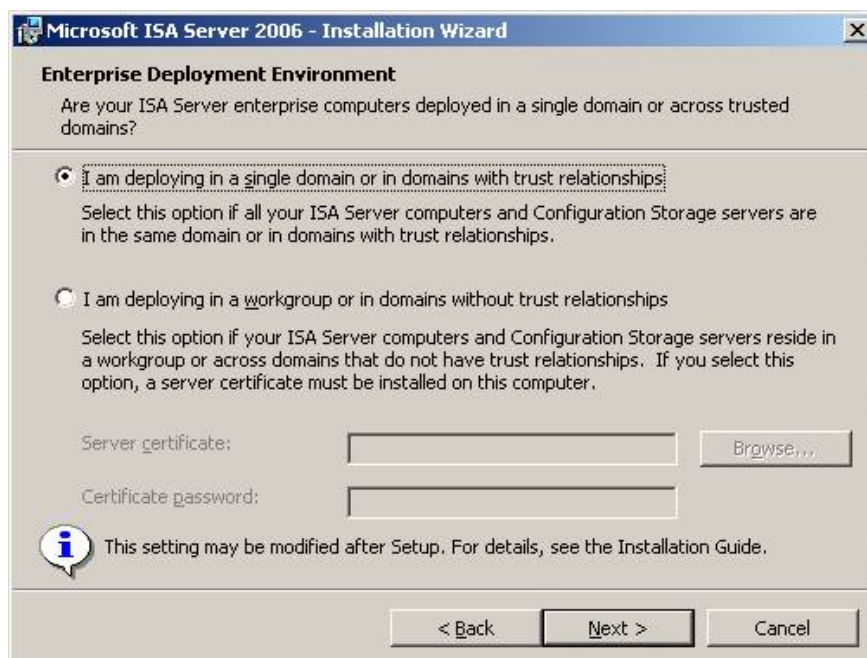 Microsoft ISA Server 2006 - Installation Wizard
Enterprise Deployment Environment
Are your ISA Server enterprise computers deployed in a single domain or across trusted
domains?
I am deploying in a single domain or in domains with trust relationships
Select this option if all your ISA Server computers and Configuration Storage servers are
in the same domain or in domains with trust relationships.
I am deploying in a workgroup or in domains without trust relationships
Select this option if your ISA Server computers and Configuration Storage servers reside in
a workgroup or across domains that do not have trust relationships.  If you select this
option, a server certificate must be installed on this computer.
Server certificate:
Browse...
Certificate password:
This setting may be modified after Setup. For details, see the Installation Guide.
< Back
Next >
Cancel